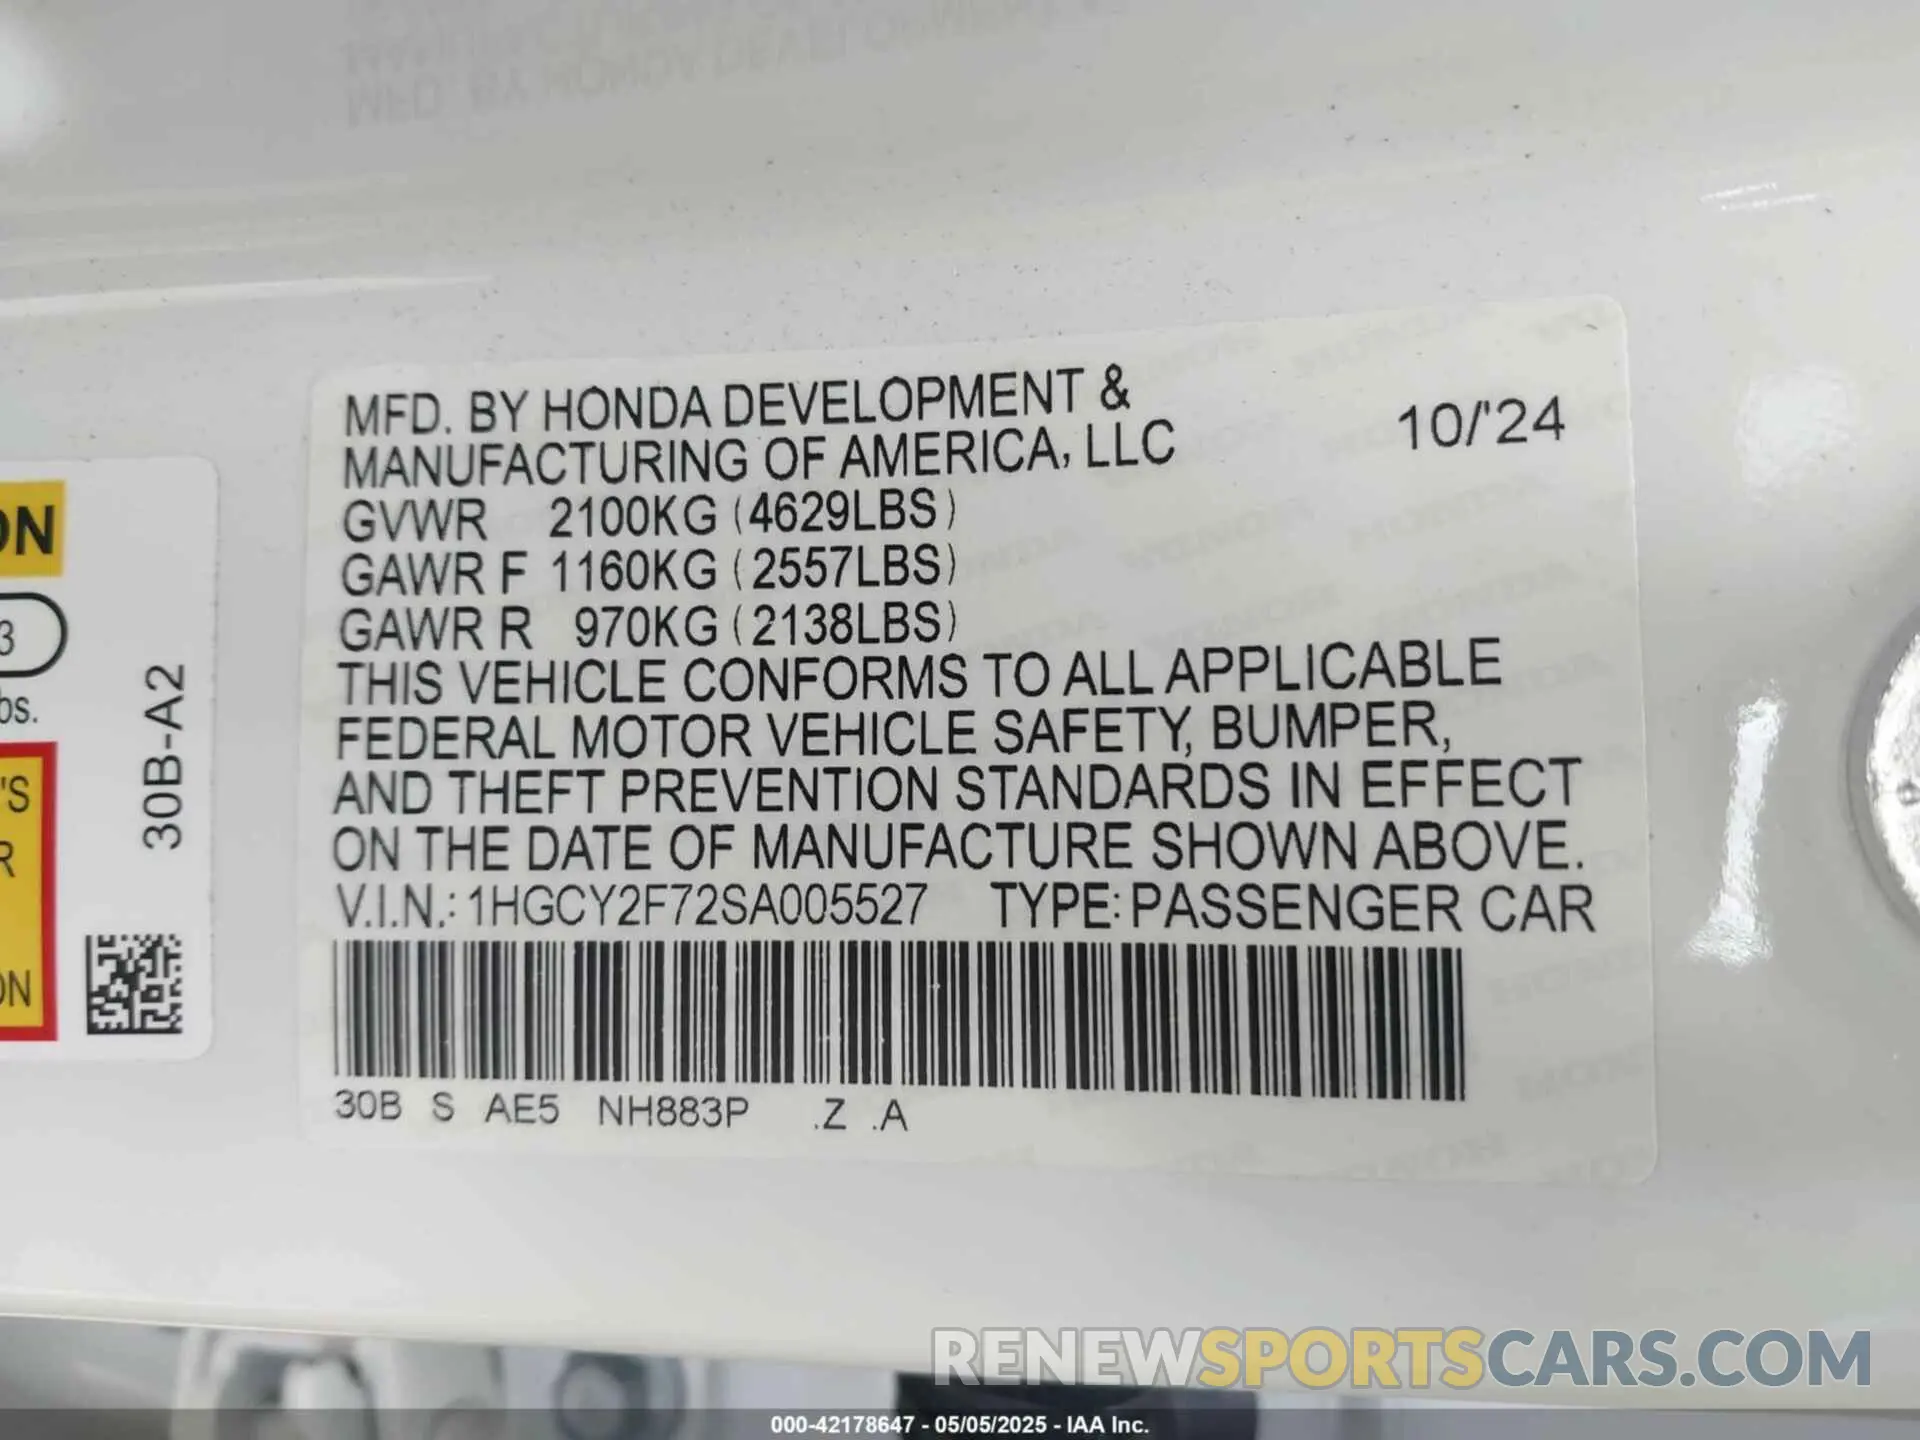 MFD. BY HONDA DEVELOPMENT &
MANUFACTURING OF AMERICA, LLC
10/'24
GVWR 2100KG (4629LBS)
GAWR F 1160KG (2557LBS)
GAWR R 970KG (2138LBS)
THIS VEHICLE CONFORMS TO ALL APPLICABLE
FEDERAL MOTOR VEHICLE SAFETY, BUMPER,
AND THEFT PREVENTION STANDARDS IN EFFECT
ON THE DATE OF MANUFACTURE SHOWN ABOVE.
V.I.N.: 1HGCY2F72SA005527 TYPE: PASSENGER CAR
30B S AE5 NH883P .Z .A
30B-A2
RENEWSPORTSCARS.COM
000-42178647 - 05/05/2025 - IAA Inc.